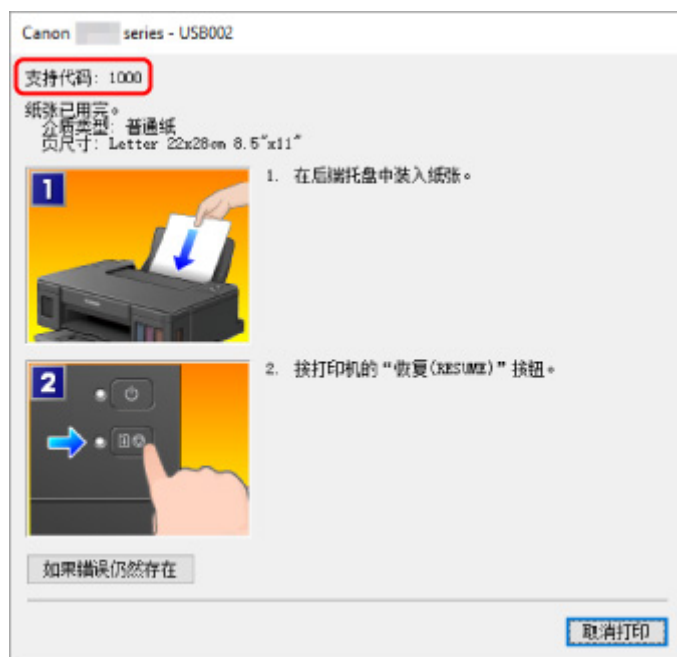 Canon series - USB002
支持代码: 1000
纸张已用完。
介质类型: 普通纸
页尺寸: Letter 22x28cm 8.5"x11"
1
1. 在后端托盘中装入纸张。
2
2. 按打印机的“恢复(RESUME)”按钮。
如果错误仍然存在
取消打印